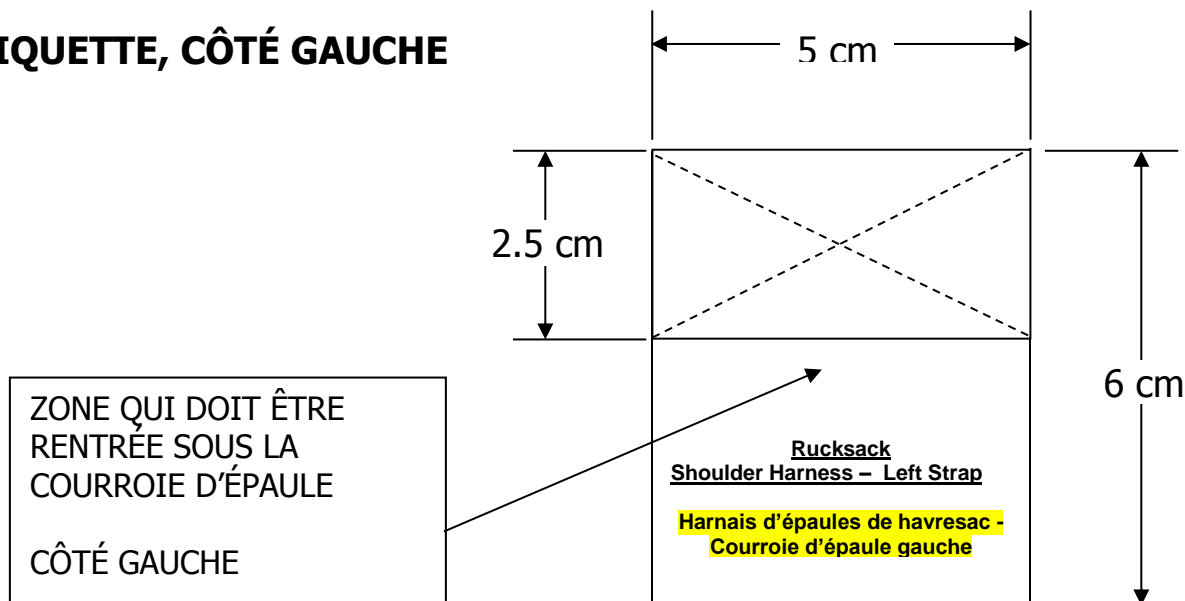 IQUETTE, CÔTÉ GAUCHE
5 cm
2.5 cm
6 cm
ZONE QUI DOIT ÊTRE
RENTRÉE SOUS LA
COURROIE D’ÉPAULE
CÔTÉ GAUCHE
Rucksack
Shoulder Harness – Left Strap
Harnais d’épaules de havresac -
Courroie d’épaule gauche